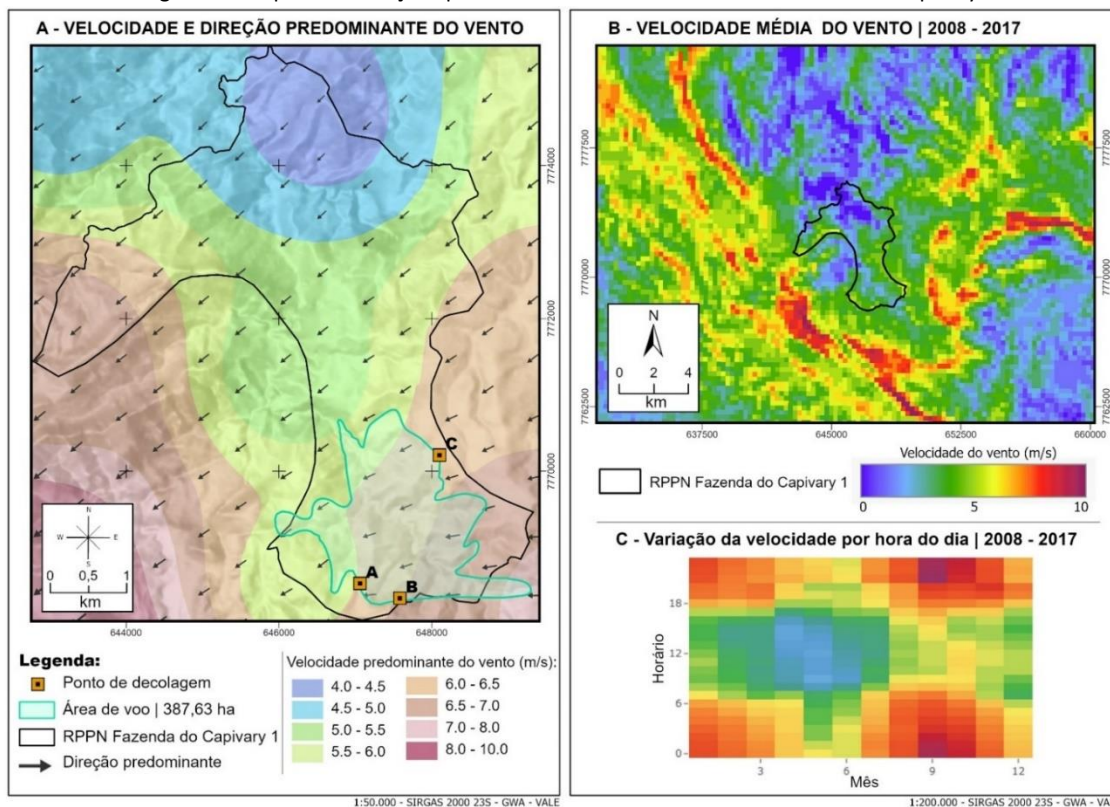 A - VELOCIDADE E DIREÇÃO PREDOMINANTE DO VENTO
7774000
7772000
7770000
C
A
B
N
W E
S
0 0,5 1
km
644000 646000 648000
Legenda:
Ponto de decolagem
Área de voo | 387,63 ha
RPPN Fazenda do Capivary 1
Direção predominante
Velocidade predominante do vento (m/s):
4.0 - 4.5
4.5 - 5.0
5.0 - 5.5
5.5 - 6.0
6.0 - 6.5
6.5 - 7.0
7.0 - 8.0
8.0 - 10.0
1:50.000 - SIRGAS 2000 23S - GWA - VALE
B - VELOCIDADE MÉDIA DO VENTO | 2008 - 2017
7777500
7770000
7762500
7777500
7770000
7762500
N
0 2 4
km
637500 645000 652500 660000
RPPN Fazenda do Capivary 1
Velocidade do vento (m/s)
0 5 10
C - Variação da velocidade por hora do dia | 2008 - 2017
Horário
18
12
6
0
3 6 9 12
Mês
1:200.000 - SIRGAS 2000 23S - GWA - VA